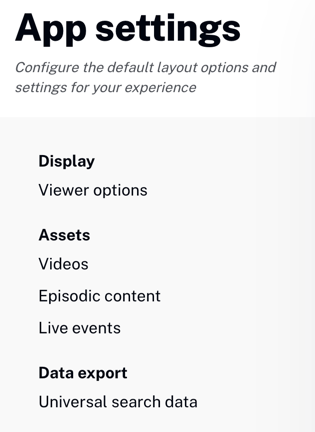 App settings
Configure the default layout options and
settings for your experience
Display
Viewer options
Assets
Videos
Episodic content
Live events
Data export
Universal search data